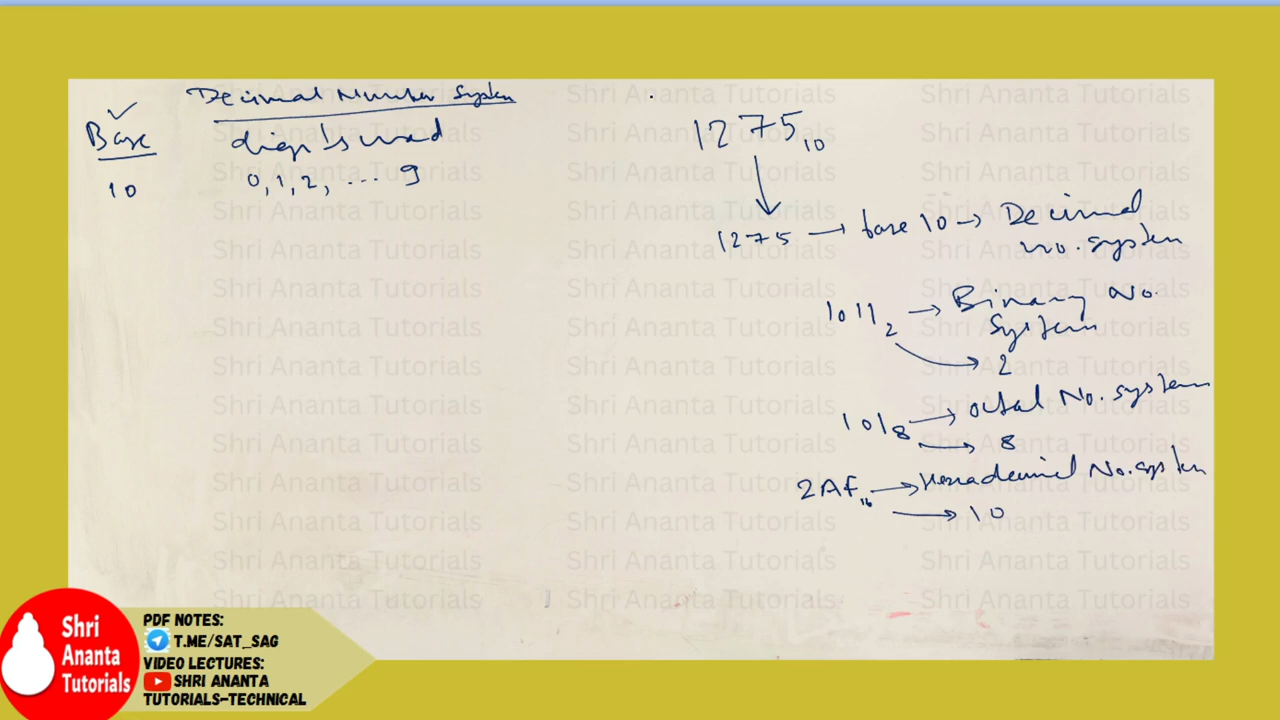 Decimal Number System
Base
digits used
10
0, 1, 2, ... 9
1275₁₀
1275 → base 10 → Decimal
no. system
1011₂ → Binary No.
System
→ 2
101₈ → octal No. system
→ 8
2AF₁₆ → Hexadecimal No. system
→ 10
Shri
Ananta
Tutorials
PDF NOTES:
T.ME/SAT_SAG
VIDEO LECTURES:
SHRI ANANTA
TUTORIALS-TECHNICAL
Shri Ananta Tutorials